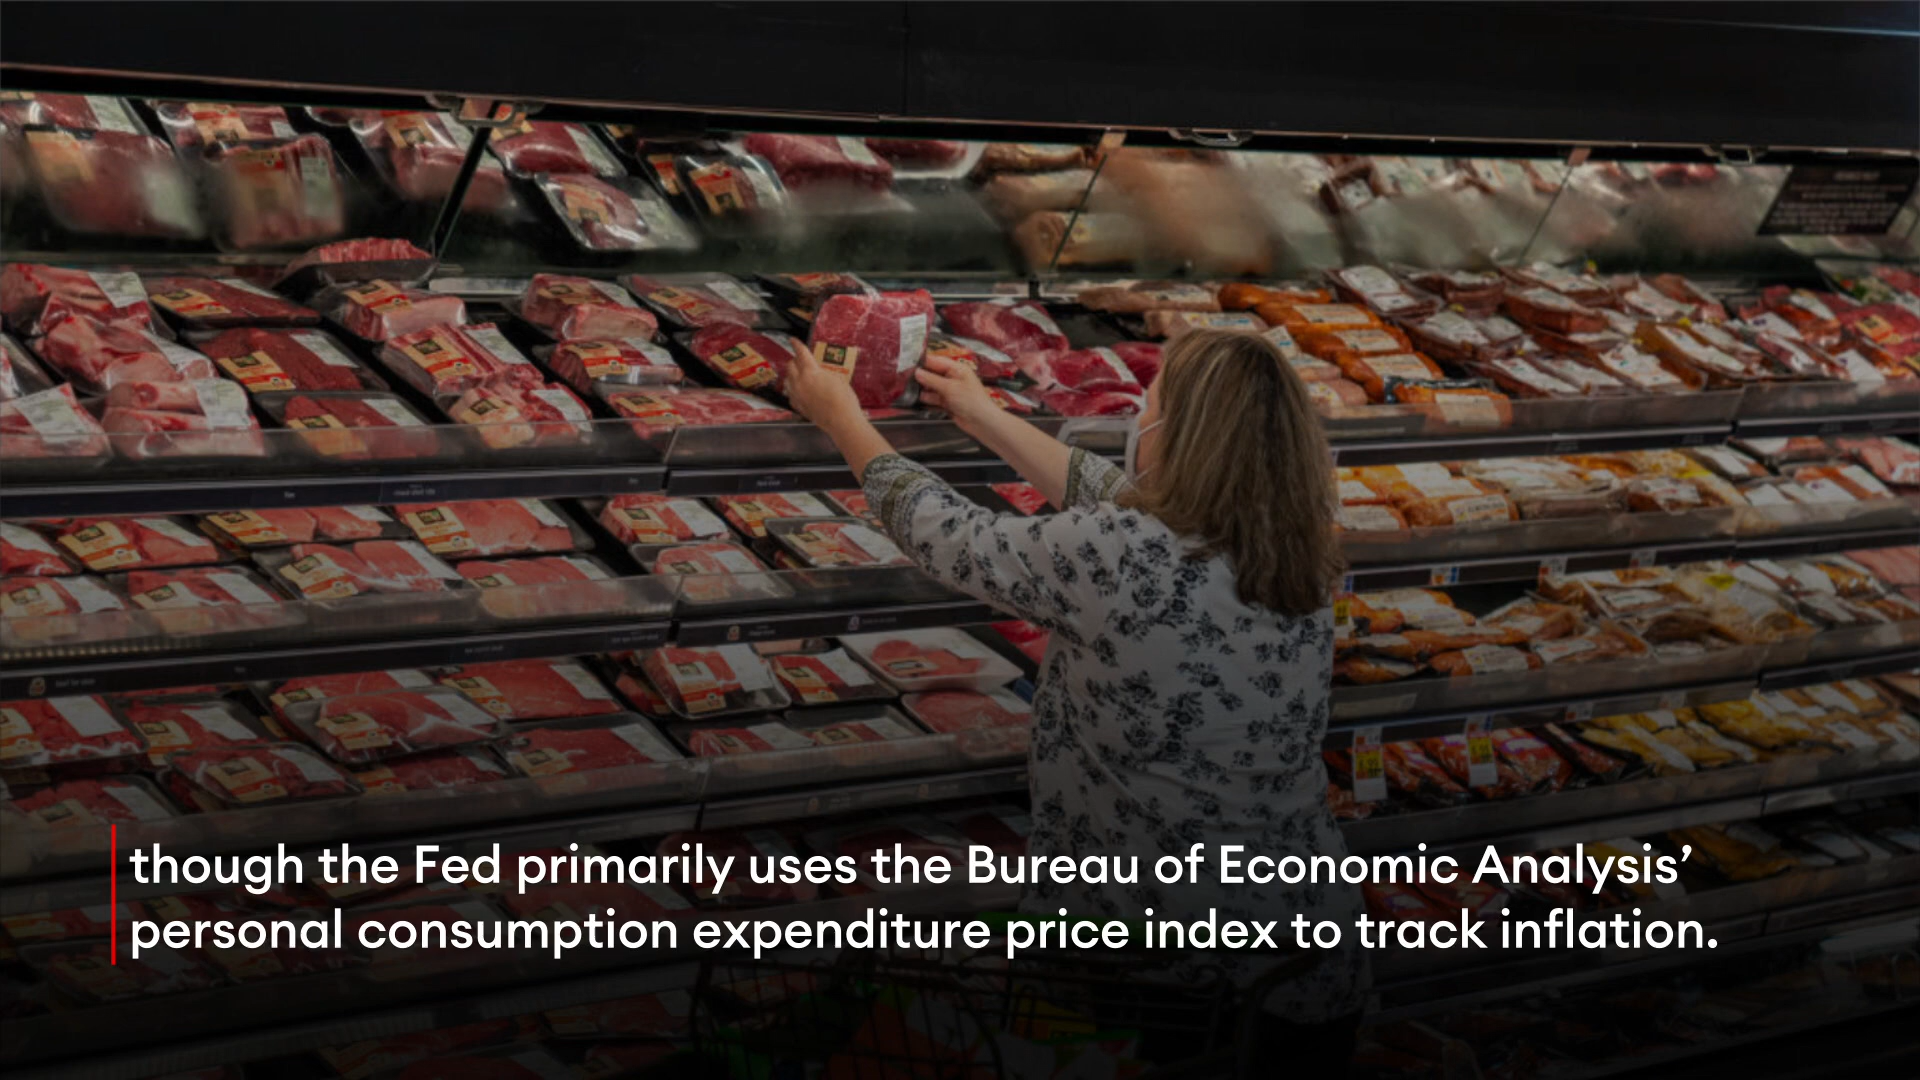 though the Fed primarily uses the Bureau of Economic Analysis’
personal consumption expenditure price index to track inflation.